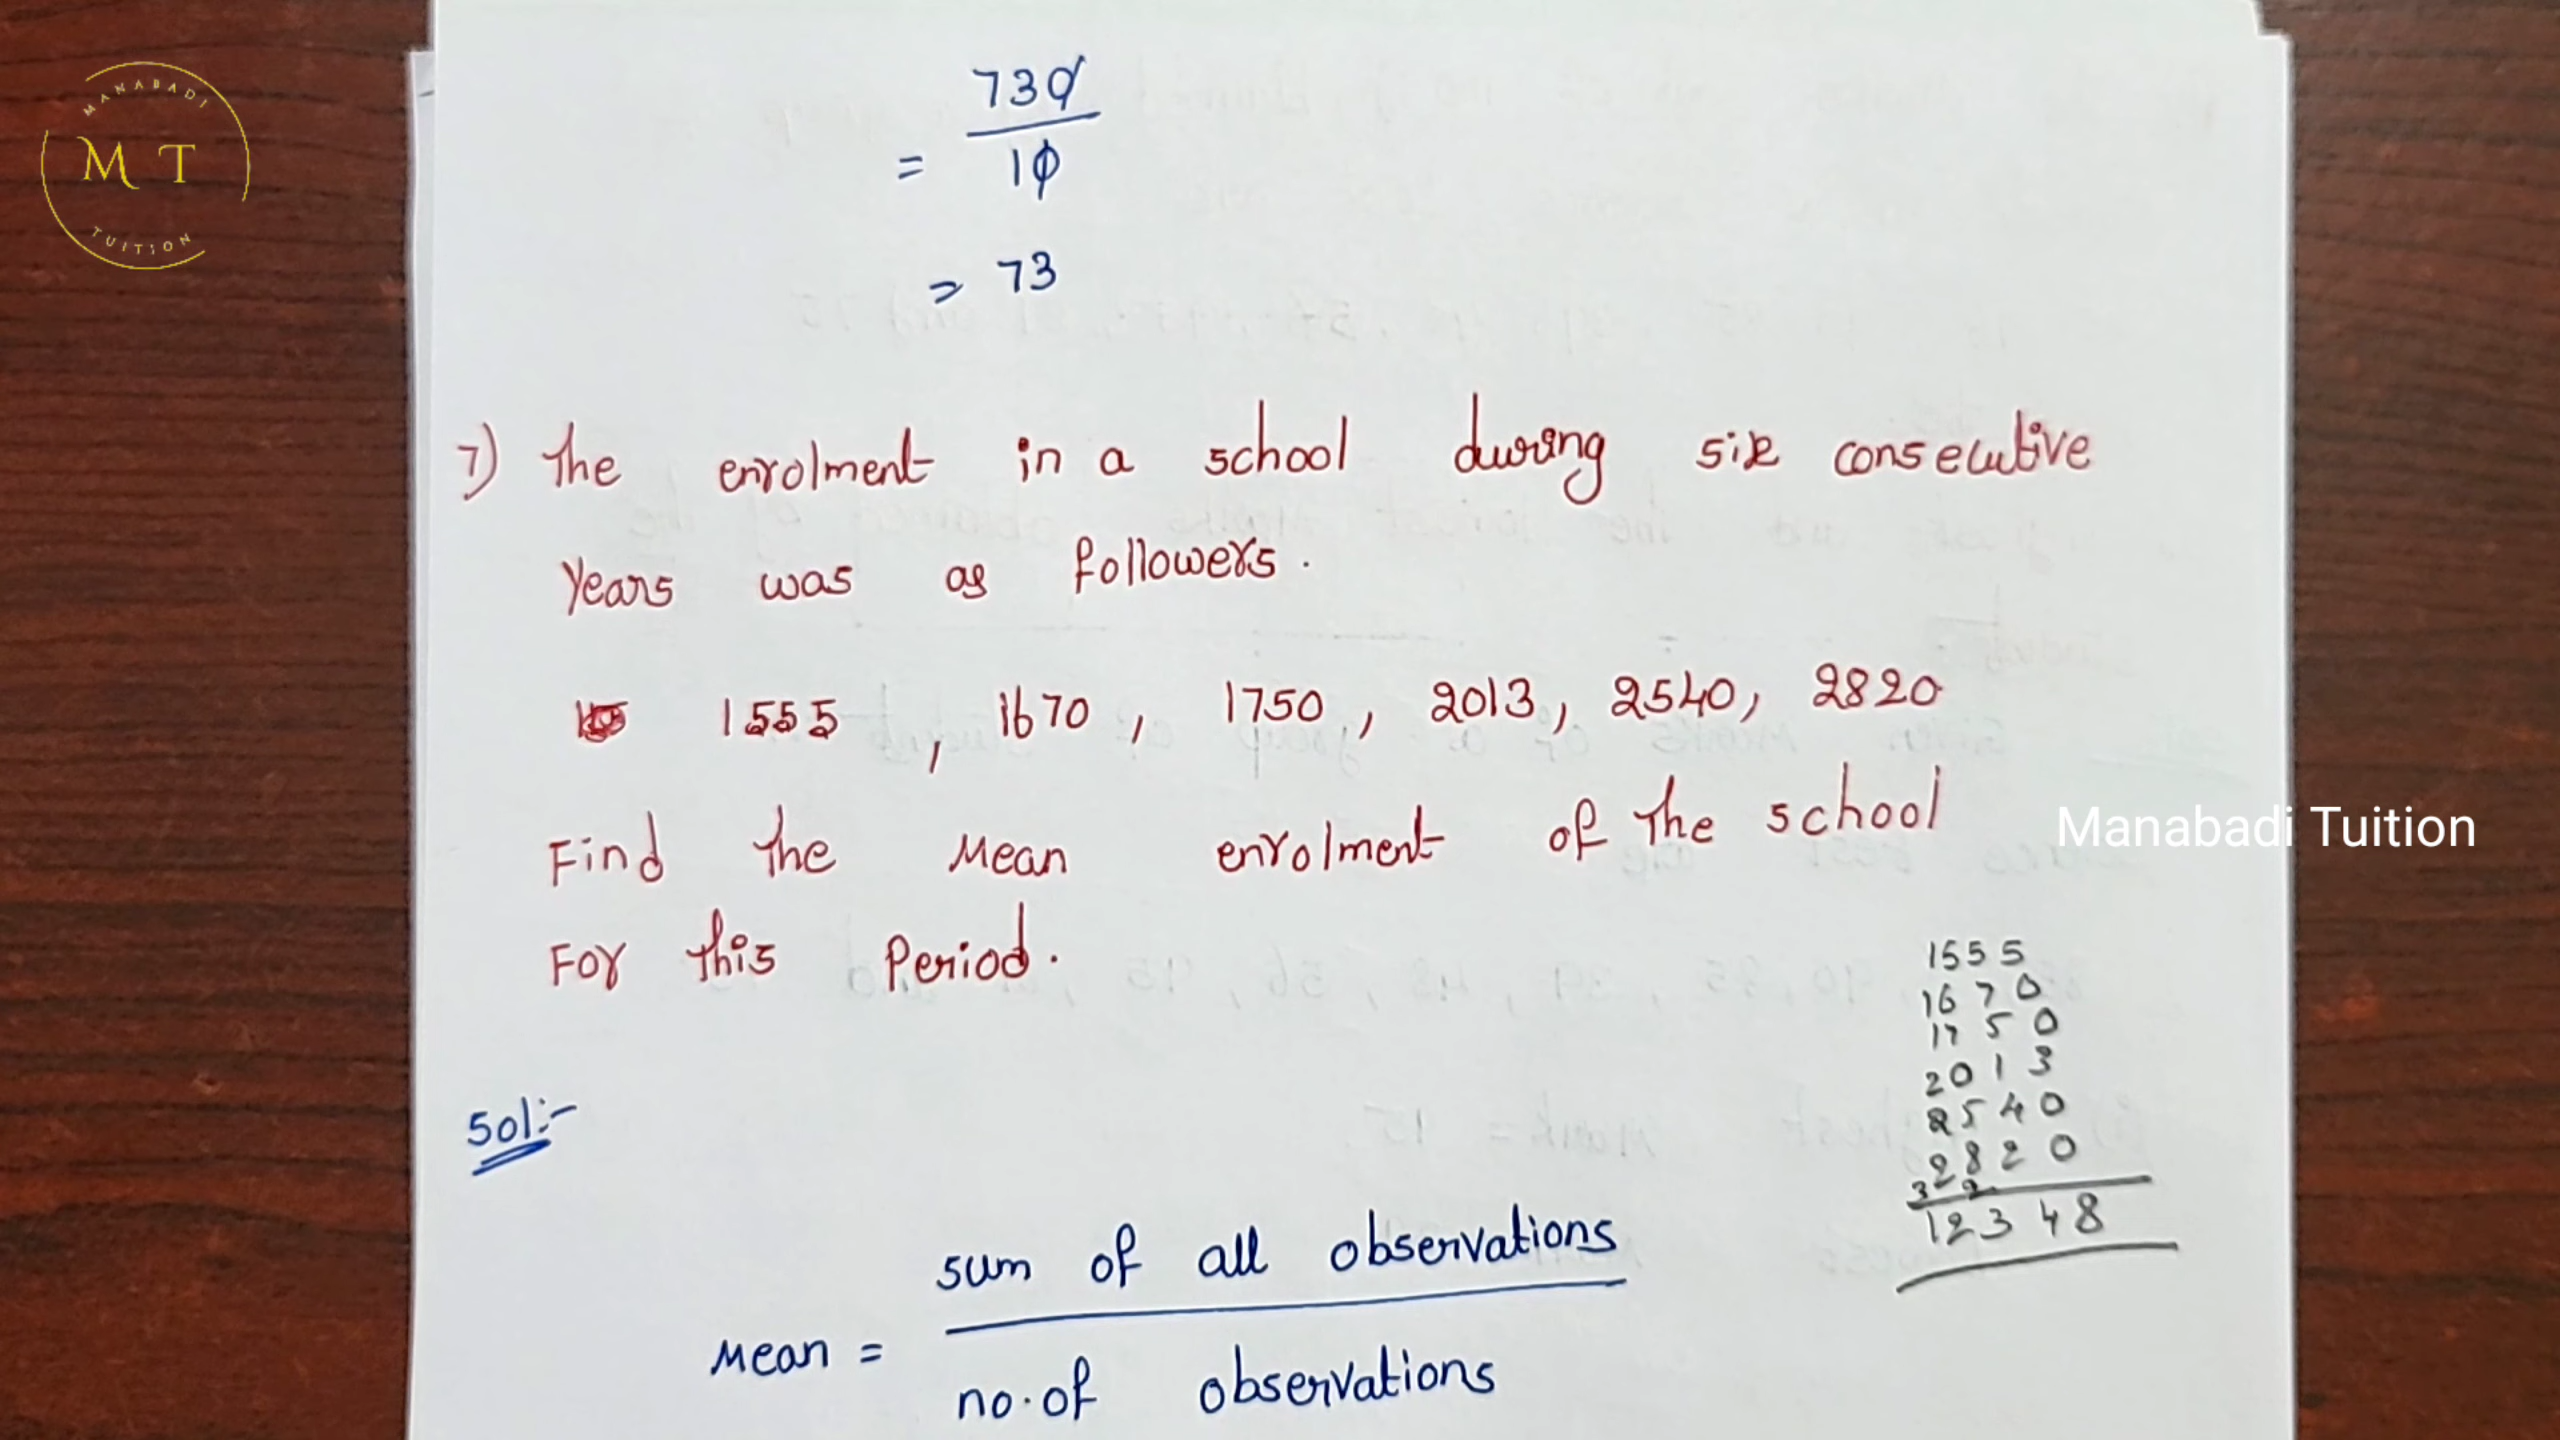 MANABADI
M T
TUITION
= 730
10
= 73
7) The enrolment in a school during six consecutive
Years was as followers.
1555, 1670, 1750, 2013, 2540, 2820
Find the Mean enrolment of the school
For this Period.
Manabadi Tuition
1555
1670
1750
2013
2540
2820
3 2
12348
Sol:-
Mean = sum of all observations
no. of observations